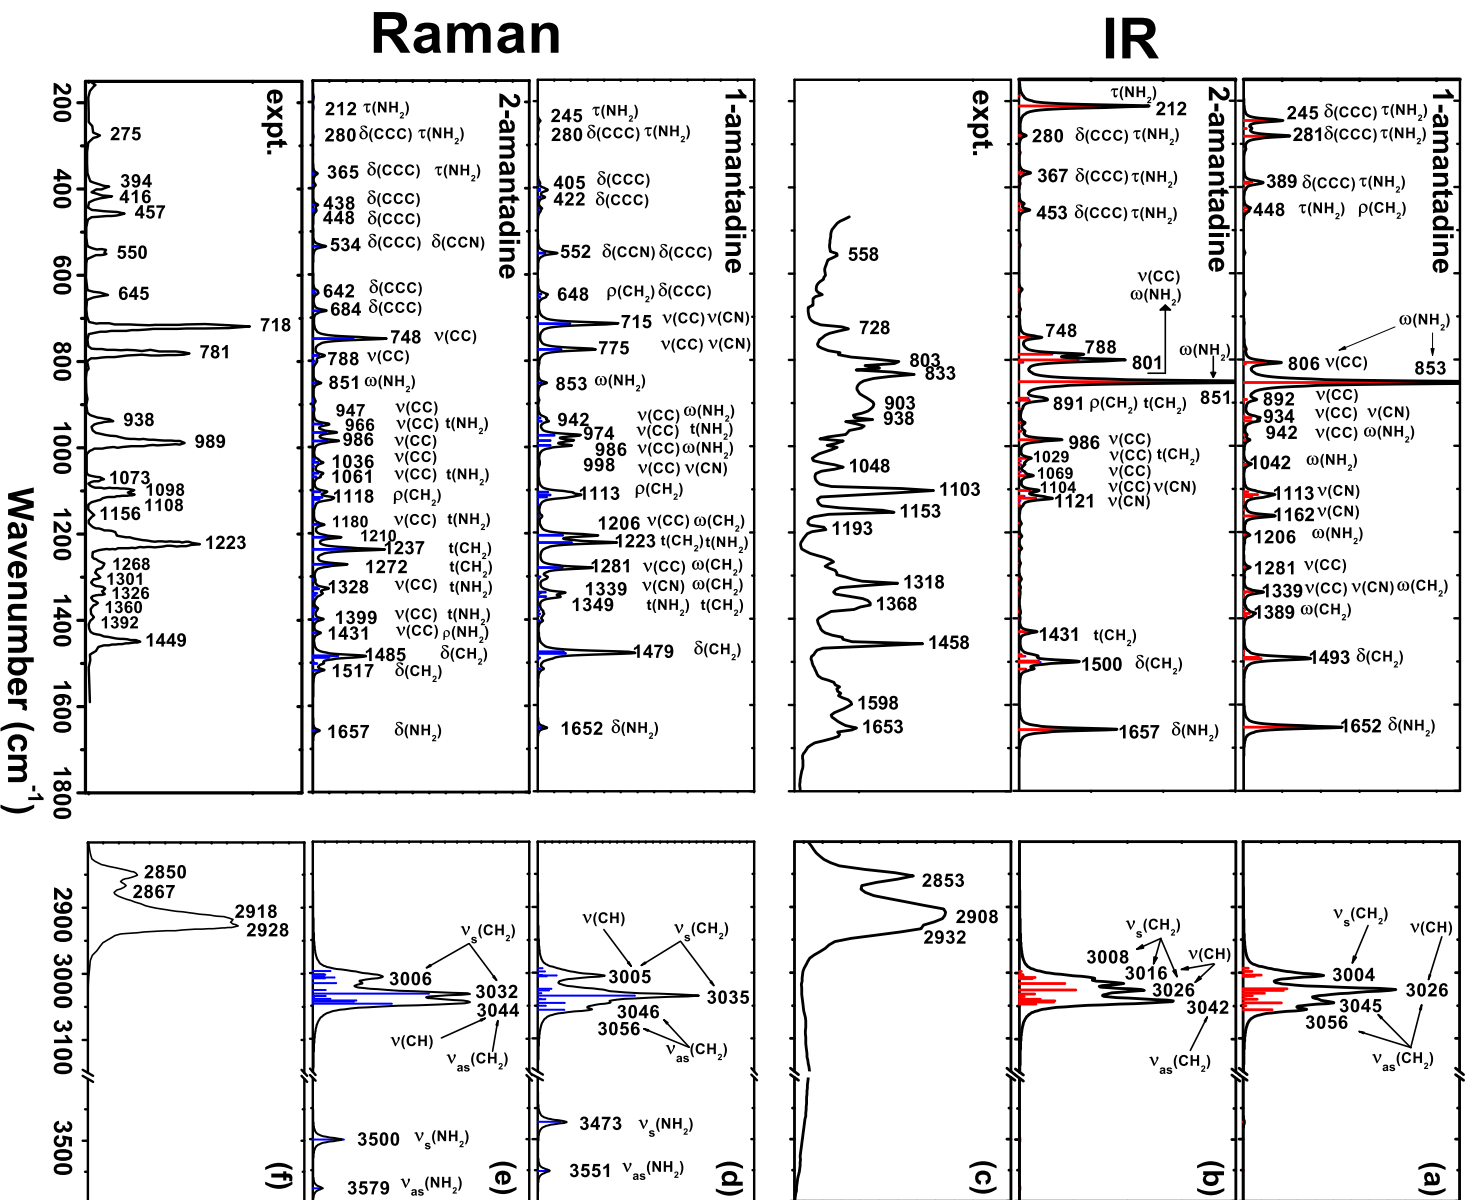 Raman
IR
expt.
275
394
416
457
550
645
718
781
938
989
1073
1098
1108
1156
1223
1268
1301
1326
1360
1392
1449
2850
2867
2918
2928
(f)
2-amantadine
212 τ(NH₂)
280 δ(CCC) τ(NH₂)
365 δ(CCC) τ(NH₂)
438 δ(CCC)
448 δ(CCC)
534 δ(CCC) δ(CCN)
642 δ(CCC)
684 δ(CCC)
748 ν(CC)
788 ν(CC)
851 ω(NH₂)
947 ν(CC)
966 ν(CC) t(NH₂)
986 ν(CC)
1036 ν(CC)
1061 ν(CC) t(NH₂)
1118 ρ(CH₂)
1180 ν(CC) t(NH₂)
1210
1237 t(CH₂)
1272 t(CH₂)
1328 ν(CC) t(NH₂)
1399 ν(CC) t(NH₂)
1431 ν(CC) ρ(NH₂)
1485 δ(CH₂)
1517 δ(CH₂)
1657 δ(NH₂)
νₛ(CH₂)
3006
3032
3044
ν(CH)
νₐₛ(CH₂)
3500 νₛ(NH₂)
3579 νₐₛ(NH₂)
(e)
1-amantadine
245 τ(NH₂)
280 δ(CCC) τ(NH₂)
405 δ(CCC)
422 δ(CCC)
552 δ(CCN) δ(CCC)
648 ρ(CH₂) δ(CCC)
715 ν(CC) ν(CN)
775 ν(CC) ν(CN)
853 ω(NH₂)
942 ν(CC) ω(NH₂)
974 ν(CC) t(NH₂)
986 ν(CC) ω(NH₂)
998 ν(CC) ν(CN)
1113 ρ(CH₂)
1206 ν(CC) ω(CH₂)
1223 t(CH₂) t(NH₂)
1281 ν(CC) ω(CH₂)
1339 ν(CN) ω(CH₂)
1349 t(NH₂) t(CH₂)
1479 δ(CH₂)
1652 δ(NH₂)
ν(CH)
νₛ(CH₂)
3005
3035
3046
3056
νₐₛ(CH₂)
3473 νₛ(NH₂)
3551 νₐₛ(NH₂)
(d)
expt.
558
728
803
833
903
938
1048
1103
1153
1193
1318
1368
1458
1598
1653
2853
2908
2932
(c)
2-amantadine
τ(NH₂)
212
280 δ(CCC) τ(NH₂)
367 δ(CCC) τ(NH₂)
453 δ(CCC) τ(NH₂)
ν(CC)
ω(NH₂)
748
788
801
ω(NH₂)
851
891 ρ(CH₂) t(CH₂)
986 ν(CC)
1029 ν(CC) t(CH₂)
1069 ν(CC)
1104 ν(CC) ν(CN)
1121 ν(CN)
1431 t(CH₂)
1500 δ(CH₂)
1657 δ(NH₂)
νₛ(CH₂)
3008
ν(CH)
3016
3026
3042
νₐₛ(CH₂)
(b)
1-amantadine
245 δ(CCC) τ(NH₂)
281 δ(CCC) τ(NH₂)
389 δ(CCC) τ(NH₂)
448 τ(NH₂) ρ(CH₂)
ω(NH₂)
806 ν(CC)
853
892 ν(CC)
934 ν(CC) ν(CN)
942 ν(CC) ω(NH₂)
1042 ω(NH₂)
1113 ν(CN)
1162 ν(CN)
1206 ω(NH₂)
1281 ν(CC)
1339 ν(CC) ν(CN) ω(CH₂)
1389 ω(CH₂)
1493 δ(CH₂)
1652 δ(NH₂)
νₛ(CH₂)
ν(CH)
3004
3026
3045
3056
νₐₛ(CH₂)
(a)
200 400 600 800 1000 1200 1400 1600 1800 2900 3000 3100 3500
Wavenumber (cm⁻¹)